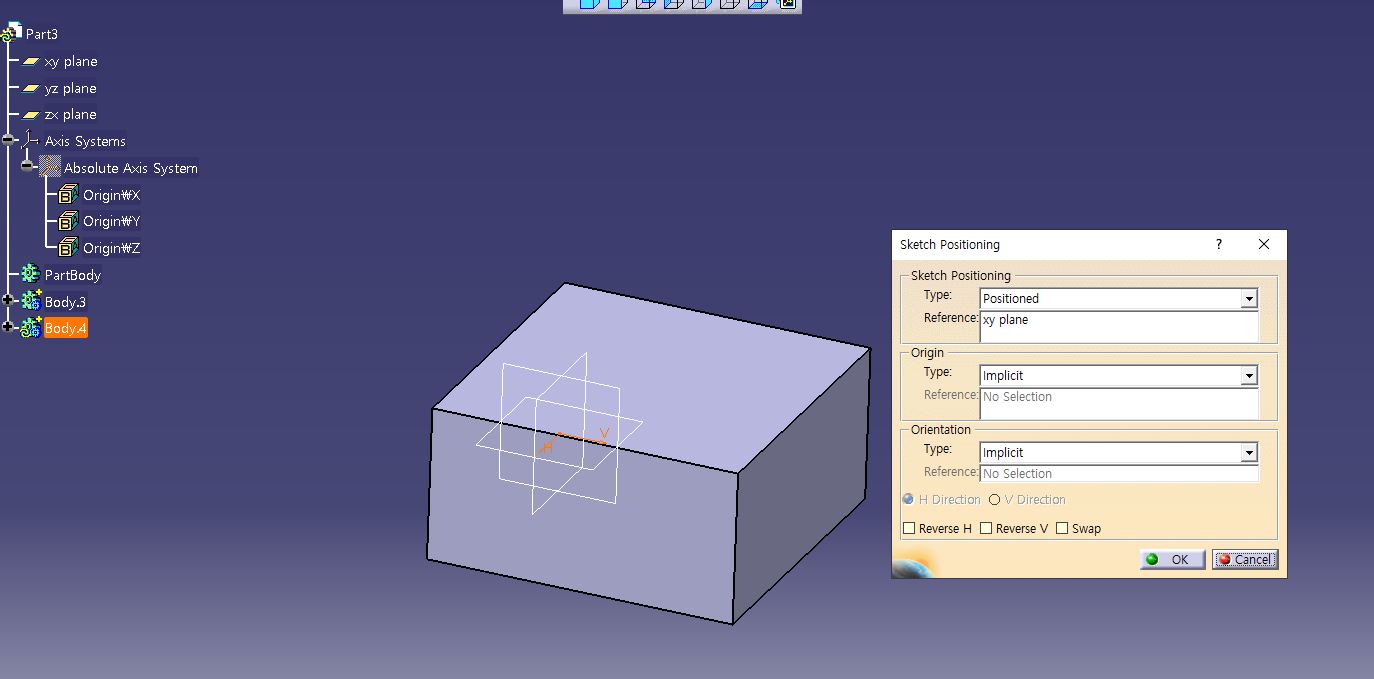 Part3
xy plane
yz plane
zx plane
Axis Systems
Absolute Axis System
Origin₩X
Origin₩Y
Origin₩Z
PartBody
Body.3
Body.4
V
H
Sketch Positioning ?
Sketch Positioning
Type: Positioned
Reference: xy plane
Origin
Type: Implicit
Reference: No Selection
Orientation
Type: Implicit
Reference: No Selection
H Direction V Direction
Reverse H Reverse V Swap
OK Cancel